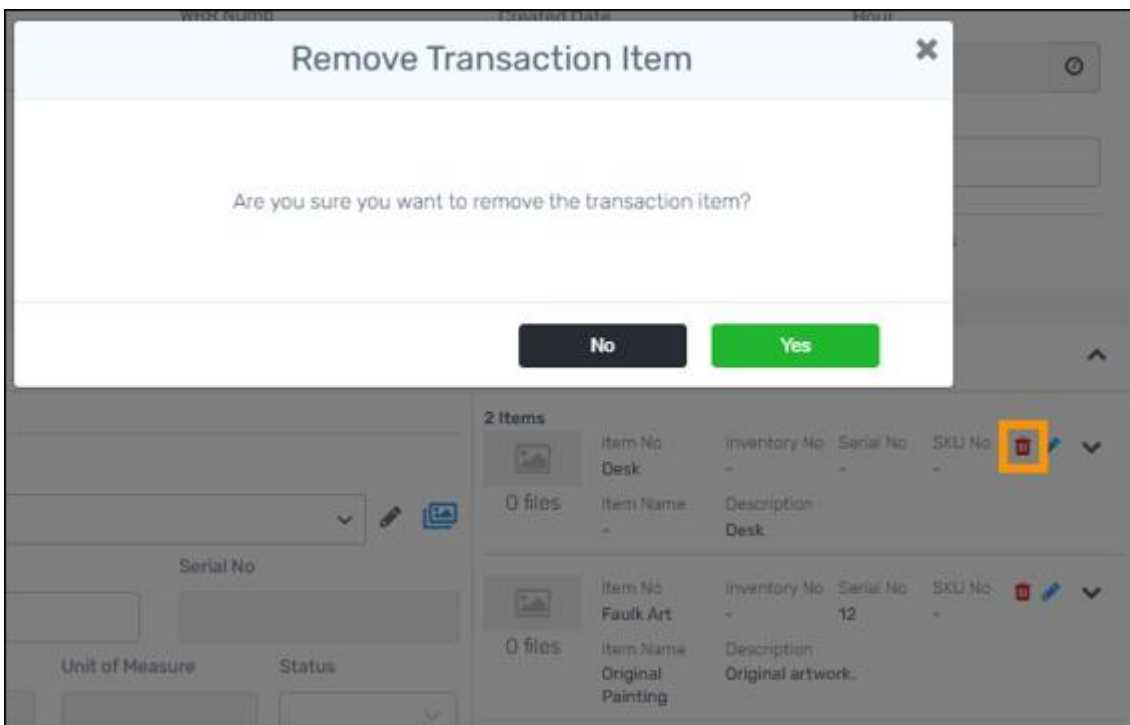 WRR Numb Created Date Hour
Remove Transaction Item
Are you sure you want to remove the transaction item?
No Yes
2 Items
Item No Inventory No Serial No SKU No
Desk - - -
0 files
Item Name Description
- Desk
Serial No
Item No Inventory No Serial No SKU No
Faulk Art - 12 -
0 files
Item Name Description
Original Original artwork.
Painting
Unit of Measure Status